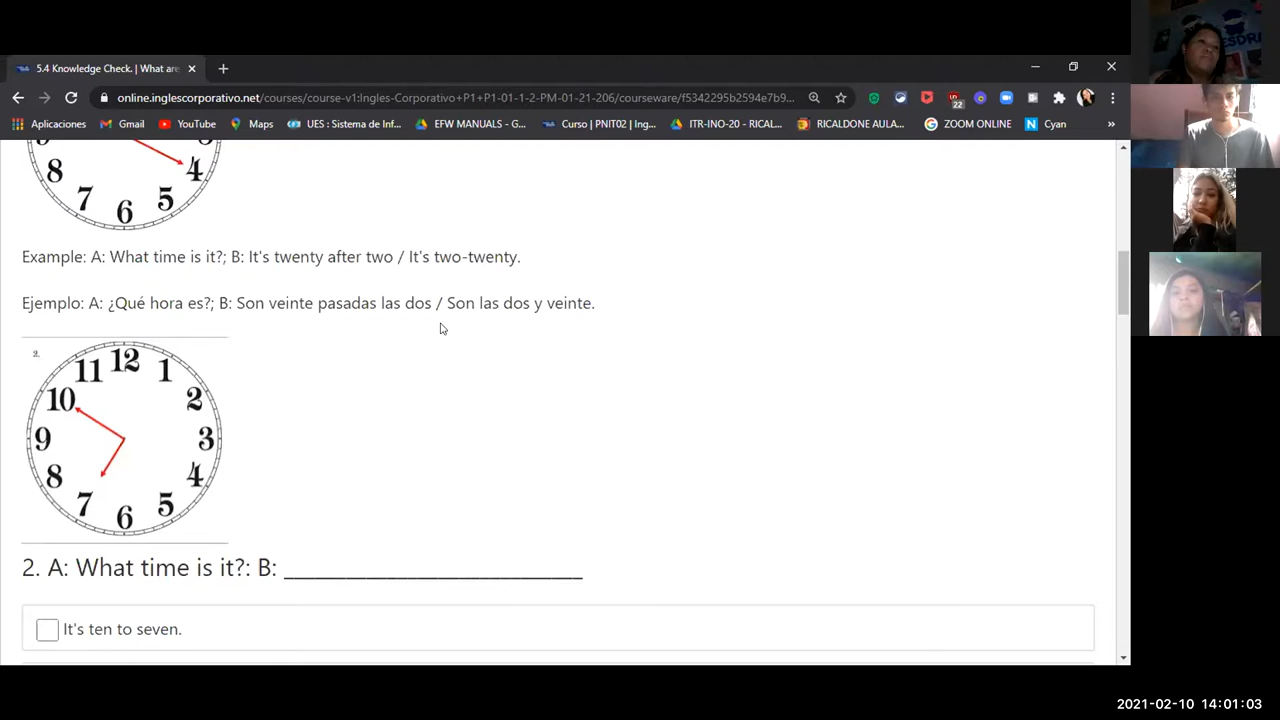 5.4 Knowledge Check. | What are
online.inglescorporativo.net/courses/course-v1:Ingles-Corporativo+P1+P1-01-1-2-PM-01-21-206/courseware/f5342295b2594e7b9...
22
Aplicaciones Gmail YouTube Maps UES : Sistema de Inf... EFW MANUALS - G... Curso | PNIT02 | Ing... ITR-INO-20 - RICAL... RICALDONE AULA... ZOOM ONLINE Cyan »
8 4
7 5
6
Example: A: What time is it?; B: It's twenty after two / It's two-twenty.
Ejemplo: A: ¿Qué hora es?; B: Son veinte pasadas las dos / Son las dos y veinte.
2.
11 12 1
10 2
9 3
8 4
7 5
6
2. A: What time is it?: B: ______________________________
It's ten to seven.
2021-02-10 14:01:03